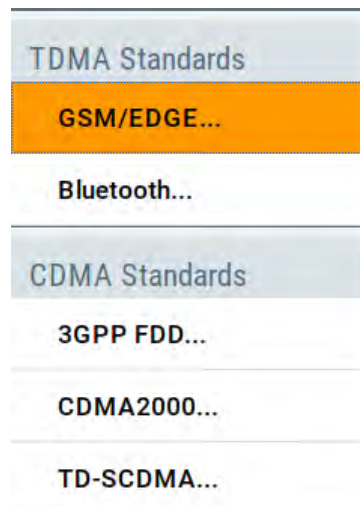 TDMA Standards
GSM/EDGE...
Bluetooth...
CDMA Standards
3GPP FDD...
CDMA2000...
TD-SCDMA...